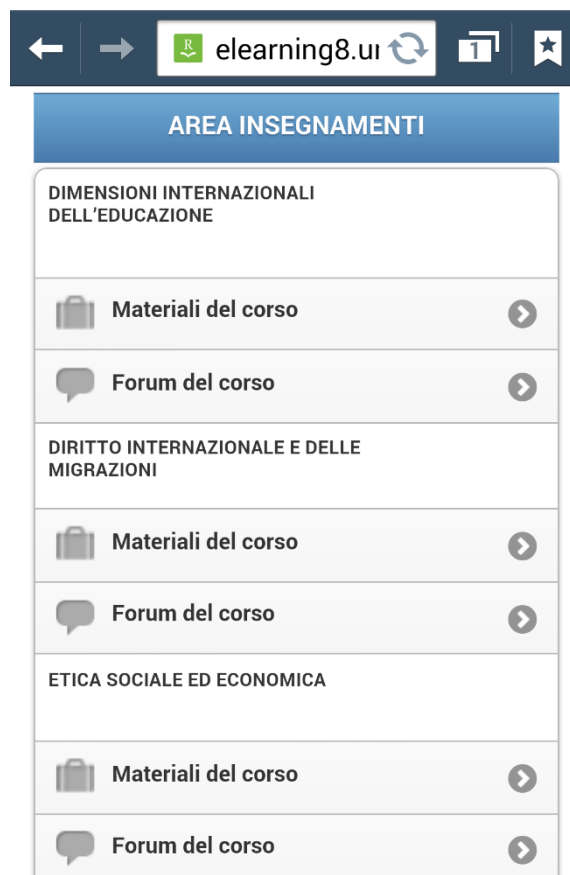 elearning8.ui
1
AREA INSEGNAMENTI
DIMENSIONI INTERNAZIONALI
DELL'EDUCAZIONE
Materiali del corso
Forum del corso
DIRITTO INTERNAZIONALE E DELLE
MIGRAZIONI
Materiali del corso
Forum del corso
ETICA SOCIALE ED ECONOMICA
Materiali del corso
Forum del corso